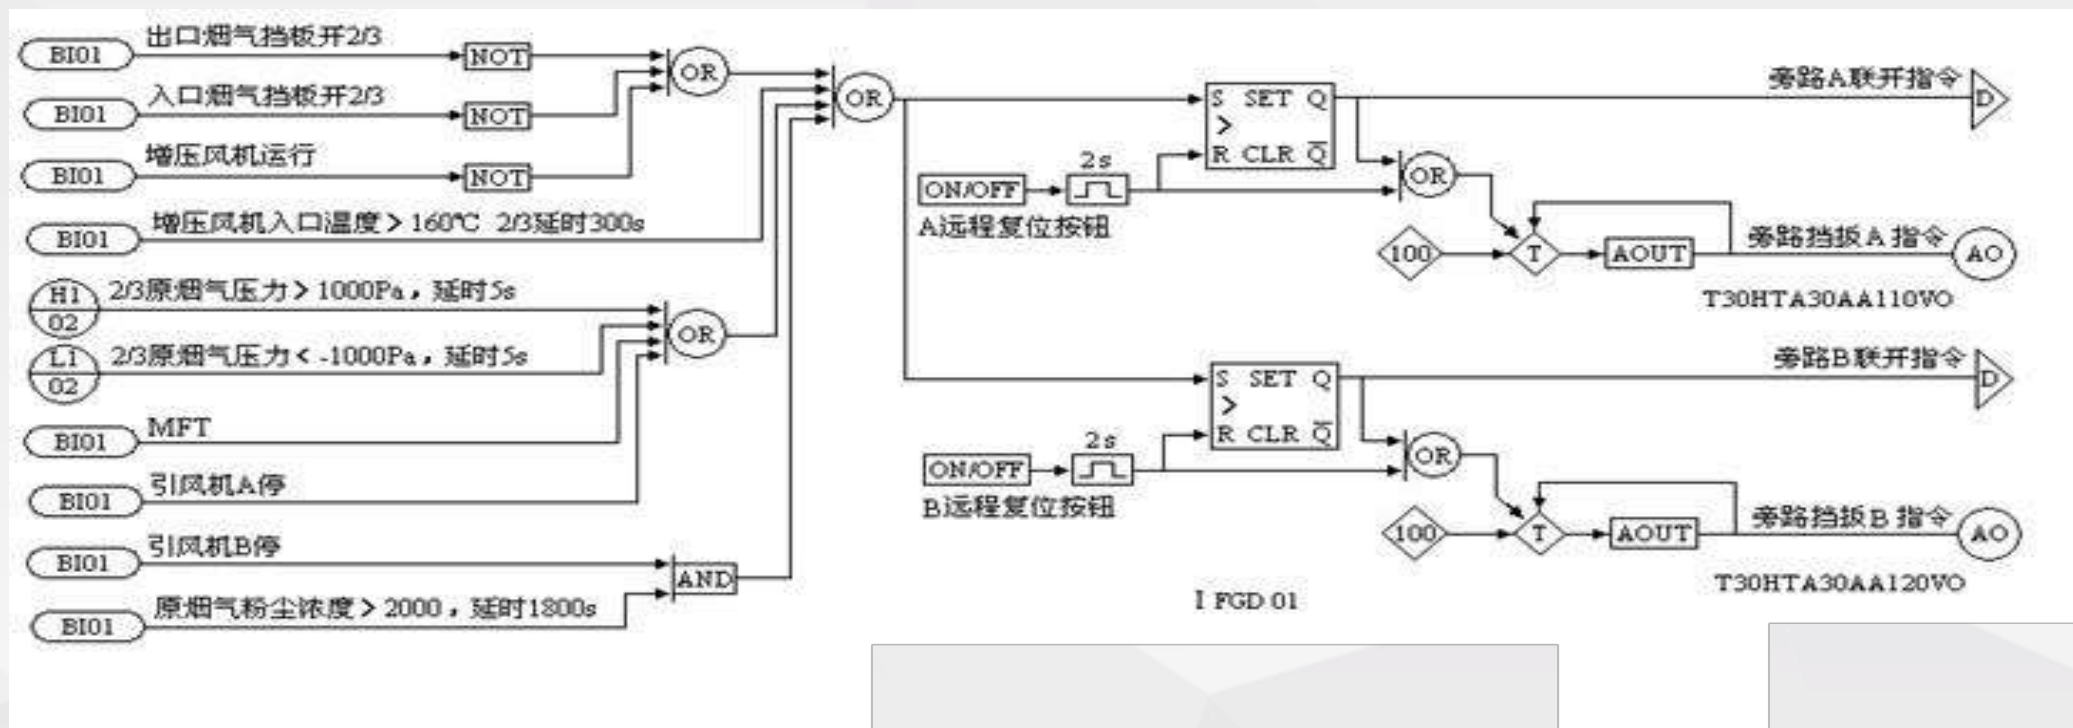 出口烟气挡板开2/3
BI01
NOT
OR
入口烟气挡板开2/3
BI01
NOT
OR
增压风机运行
BI01
NOT
增压风机入口温度>160℃ 2/3延时300s
BI01
H1
02
2/3原烟气压力>1000Pa，延时5s
L1
02
2/3原烟气压力<-1000Pa，延时5s
OR
MFT
BI01
引风机A停
BI01
引风机B停
BI01
AND
原烟气粉尘浓度>2000，延时1800s
BI01
S SET Q
>
R CLR Q̅
旁路A联开指令
D
2s
ON/OFF
A远程复位按钮
OR
100
T
AOUT
旁路挡板A指令
AO
T30HTA30AA110VO
S SET Q
>
R CLR Q̅
旁路B联开指令
D
2s
ON/OFF
B远程复位按钮
OR
100
T
AOUT
旁路挡板B指令
AO
T30HTA30AA120VO
I FGD 01